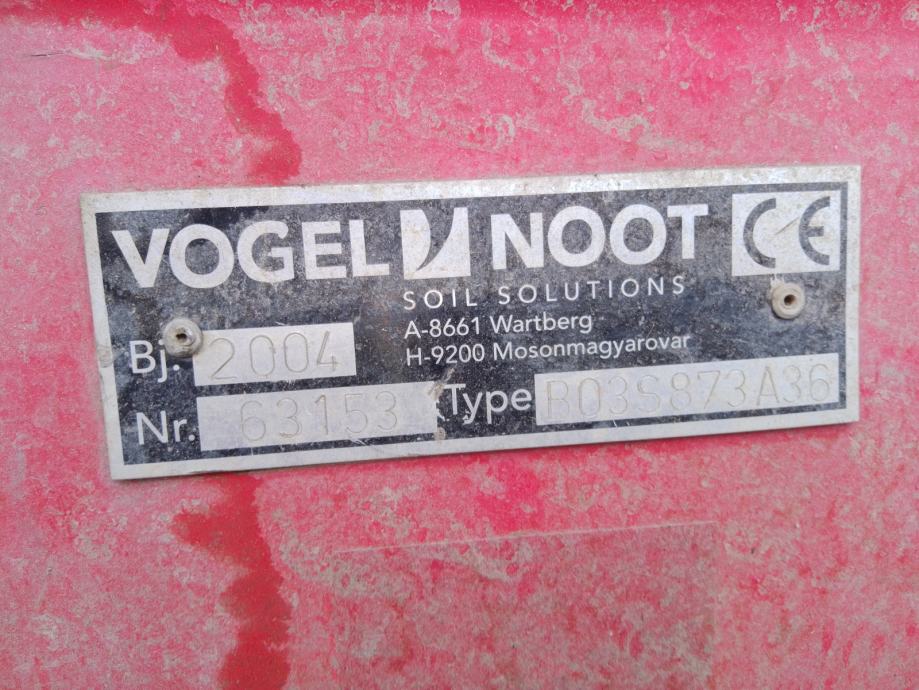 VOGEL NOOT CE
SOIL SOLUTIONS
A-8661 Wartberg
H-9200 Mosonmagyarovar
Bj. 2004
Nr. 63153 Type B03S873A36